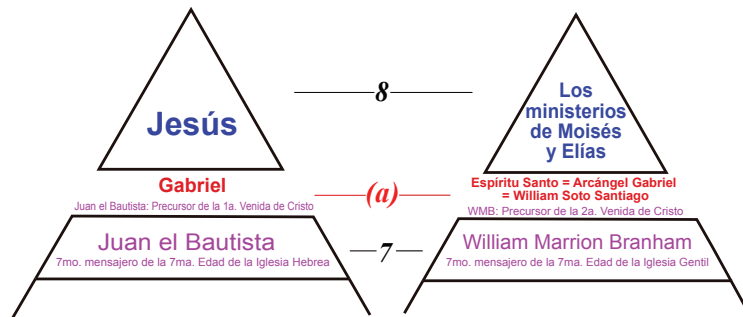 Jesús
8
Los
ministerios
de Moisés
y Elías
Gabriel
Juan el Bautista: Precursor de la 1a. Venida de Cristo
(a)
Espíritu Santo = Arcángel Gabriel
= William Soto Santiago
WMB: Precursor de la 2a. Venida de Cristo
Juan el Bautista
7mo. mensajero de la 7ma. Edad de la Iglesia Hebrea
7
William Marrion Branham
7mo. mensajero de la 7ma. Edad de la Iglesia Gentil